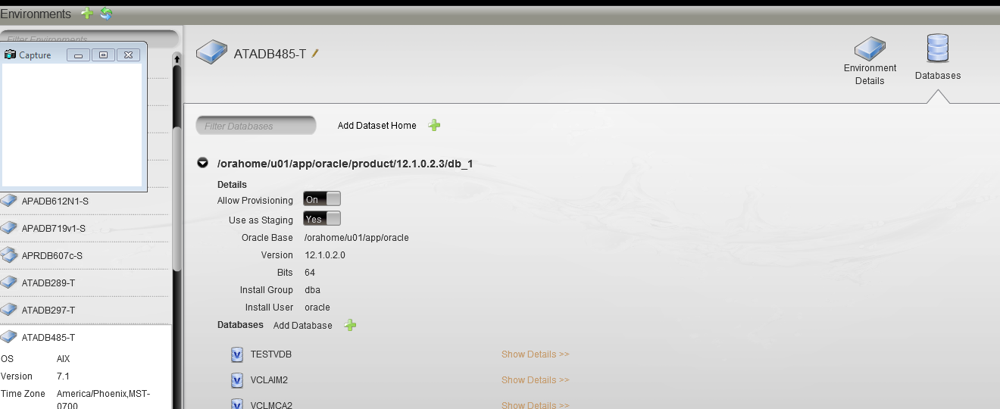 Environments
Filter Environments
Capture
APADB612N1-S
APADB719v1-S
APRDB607c-S
ATADB289-T
ATADB297-T
ATADB485-T
OS AIX
Version 7.1
Time Zone America/Phoenix,MST-
0700
ATADB485-T
Environment
Details
Databases
Filter Databases
Add Dataset Home
/orahome/u01/app/oracle/product/12.1.0.2.3/db_1
Details
Allow Provisioning On
Use as Staging Yes
Oracle Base /orahome/u01/app/oracle
Version 12.1.0.2.0
Bits 64
Install Group dba
Install User oracle
Databases Add Database
V TESTVDB Show Details >>
V VCLAIM2 Show Details >>
V VCLMCA2 Show Details >>